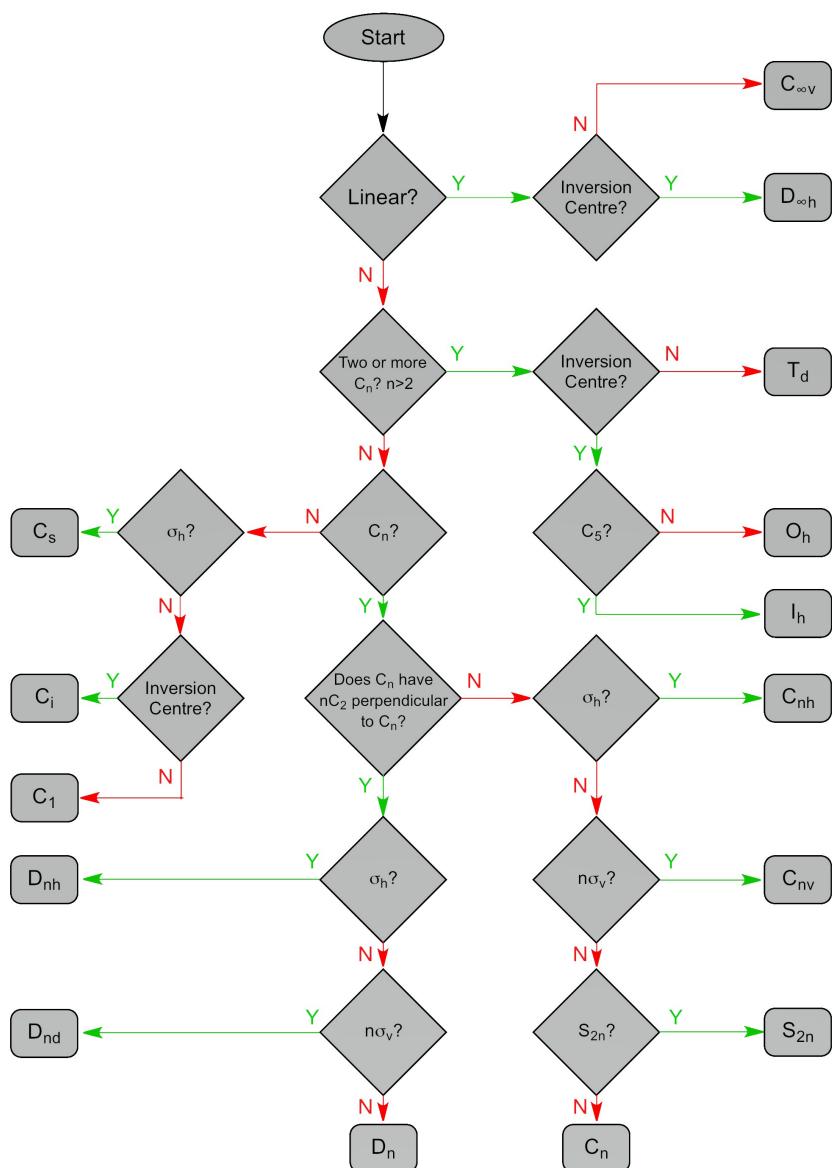 Start
C∞v
N
Linear?
Y
Inversion
Centre?
Y
D∞h
N
Two or more
Cn? n>2
Y
Inversion
Centre?
N
Td
N
Y
Cs
Y
σh?
N
Cn?
C5?
N
Oh
N
Y
Y
Ih
Ci
Y
Inversion
Centre?
Does Cn have
nC2 perpendicular
to Cn?
N
σh?
Y
Cnh
N
C1
Y
N
Dnh
Y
σh?
nσv?
Y
Cnv
N
N
Dnd
Y
nσv?
S2n?
Y
S2n
N
N
Dn
Cn